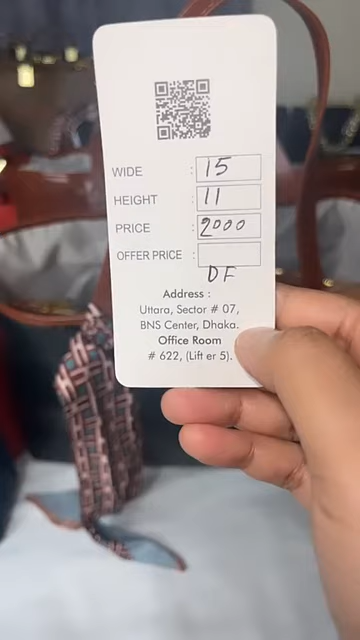 WIDE : 15
HEIGHT : 11
PRICE : 2000
OFFER PRICE :
DF
Address :
Uttara, Sector # 07,
BNS Center, Dhaka.
Office Room
# 622, (Lift er 5).